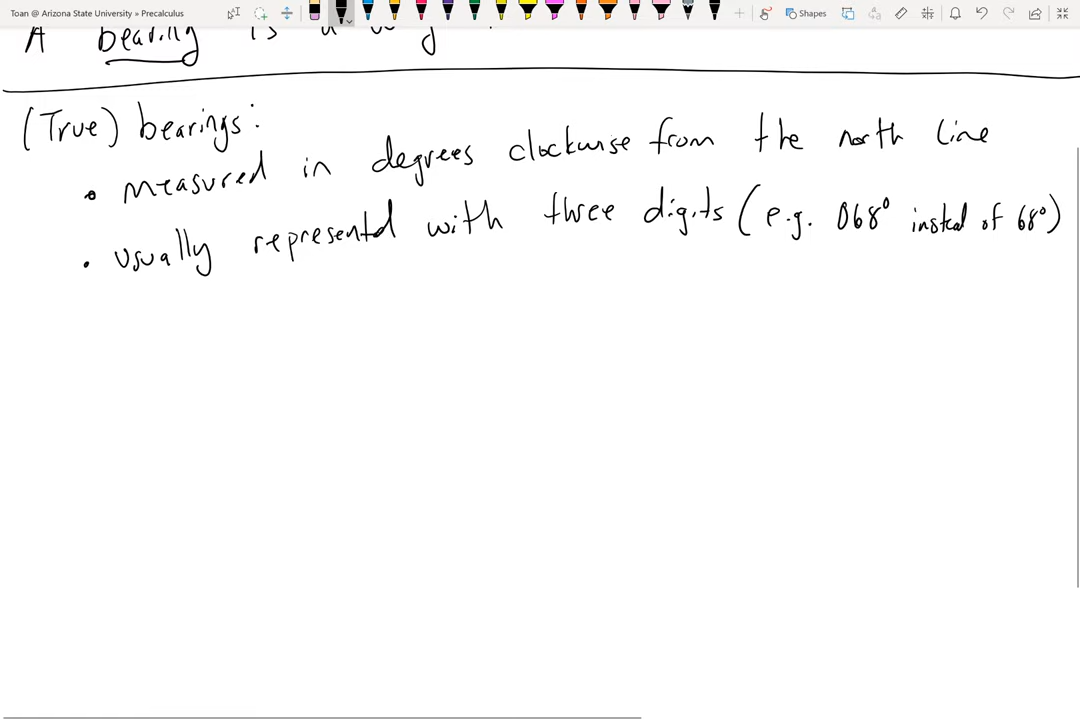 Toan @ Arizona State University » Precalculus
Shapes
A bearing is a
(True) bearings:
• measured in degrees clockwise from the north line
• usually representd with three digits (e.g. 068° instead of 68°)